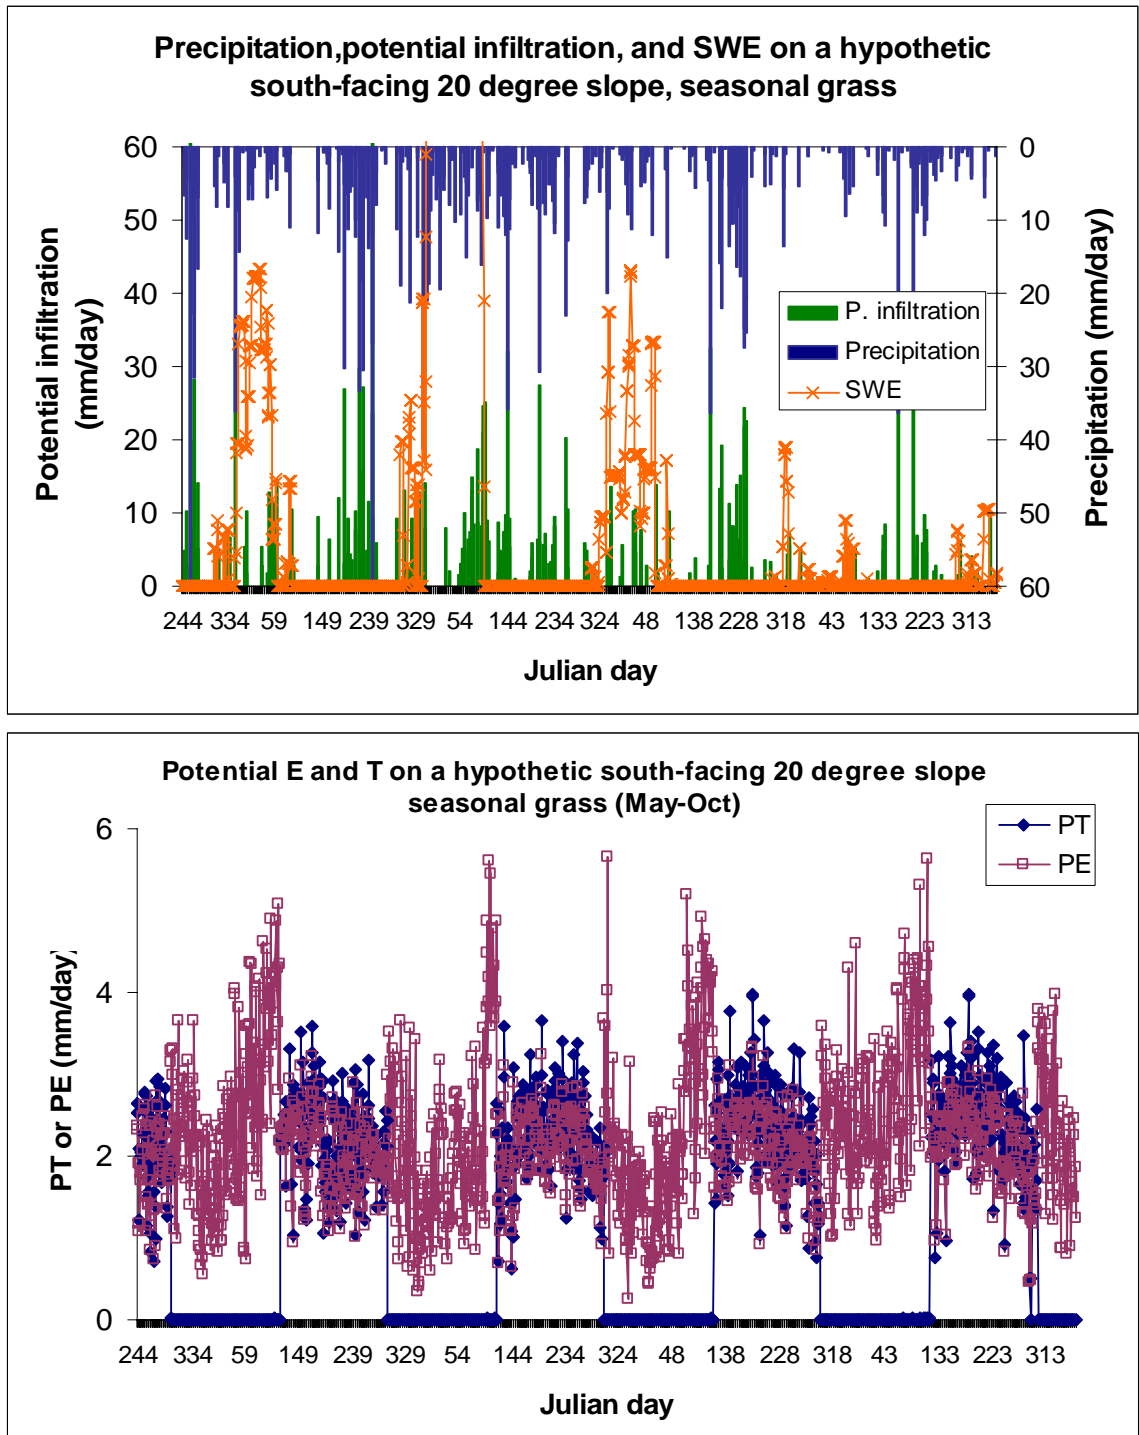 Precipitation,potential infiltration, and SWE on a hypothetic
south-facing 20 degree slope, seasonal grass
60
50
40
30
20
10
0
Potential infiltration
(mm/day)
0
10
20
30
40
50
60
Precipitation (mm/day)
P. infiltration
Precipitation
SWE
244 334 59 149 239 329 54 144 234 324 48 138 228 318 43 133 223 313
Julian day
Potential E and T on a hypothetic south-facing 20 degree slope
seasonal grass (May-Oct)
PT
PE
6
4
2
0
PT or PE (mm/day)
244 334 59 149 239 329 54 144 234 324 48 138 228 318 43 133 223 313
Julian day